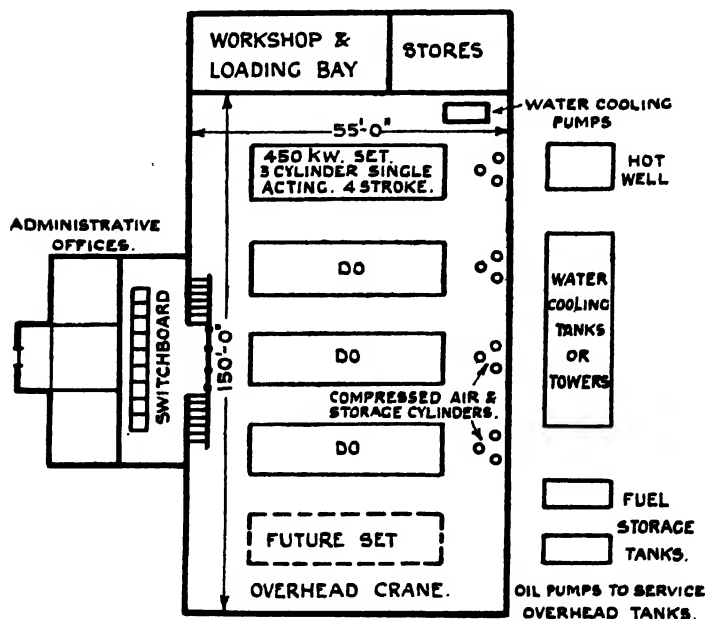 WORKSHOP &
LOADING BAY
STORES
WATER COOLING
PUMPS
55'-0"
450 KW. SET.
3 CYLINDER SINGLE
ACTING. 4 STROKE.
HOT
WELL
ADMINISTRATIVE
OFFICES.
DO
WATER
COOLING
TANKS
OR
TOWERS
SWITCHBOARD
150'-0"
DO
COMPRESSED AIR &
STORAGE CYLINDERS.
DO
FUEL
STORAGE
TANKS.
FUTURE SET
OVERHEAD CRANE.
OIL PUMPS TO SERVICE
OVERHEAD TANKS.